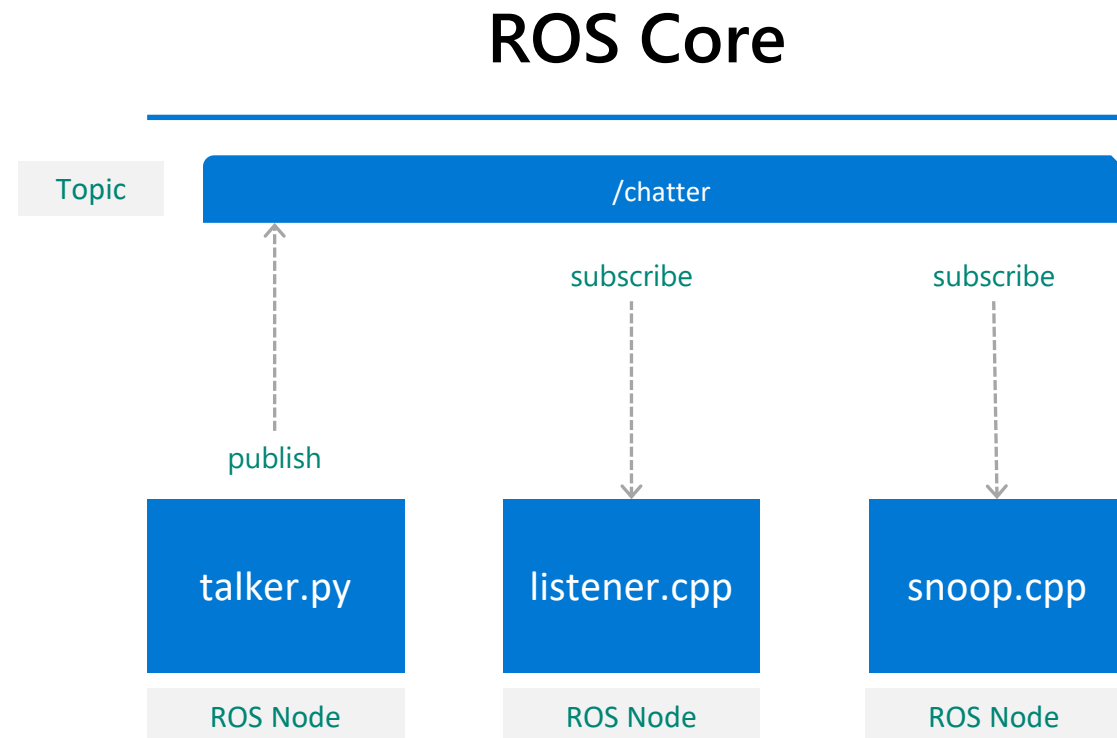 ROS Core
Topic
/chatter
subscribe
subscribe
publish
talker.py
listener.cpp
snoop.cpp
ROS Node
ROS Node
ROS Node